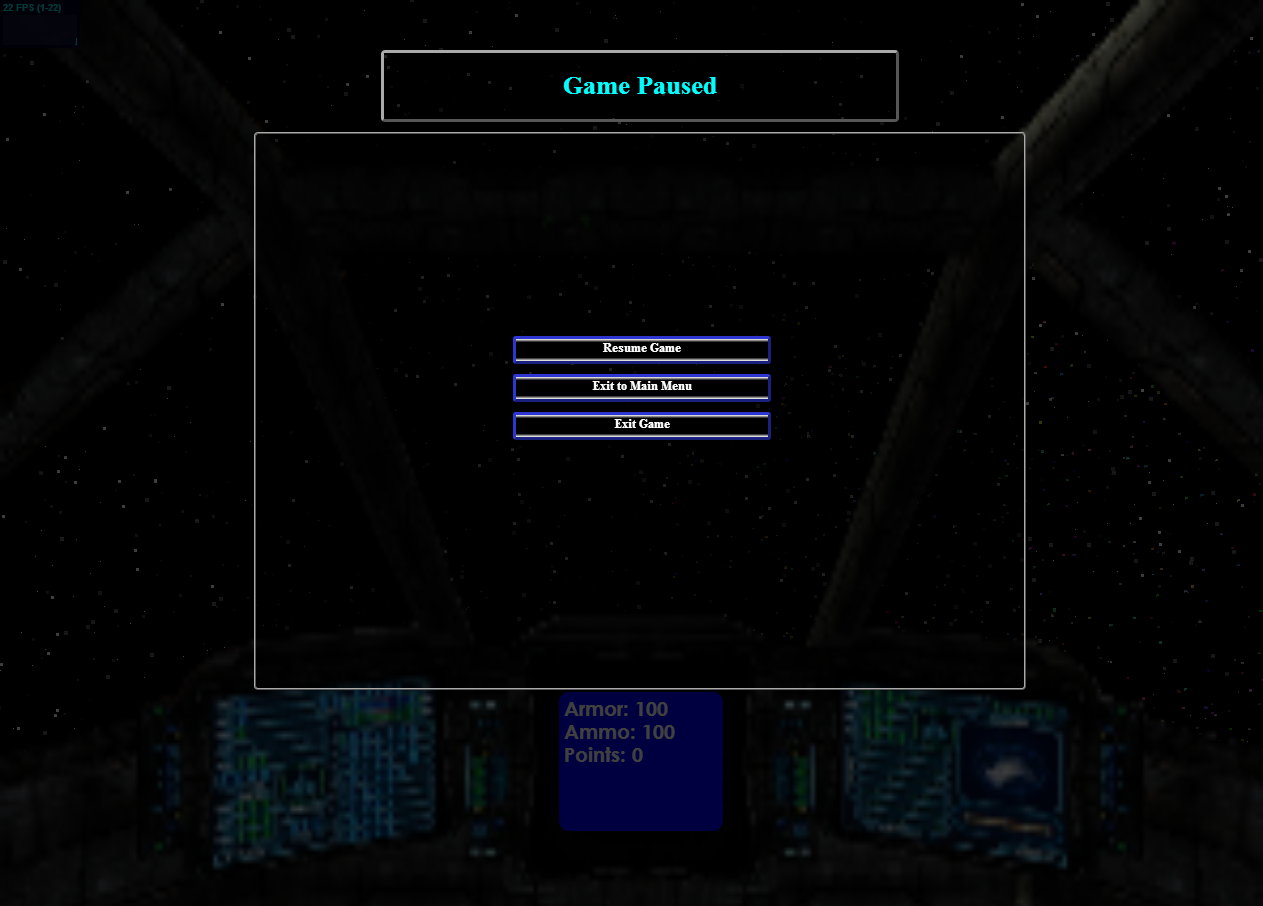 22 FPS (1-22)
Game Paused
Resume Game
Exit to Main Menu
Exit Game
Armor: 100
Ammo: 100
Points: 0